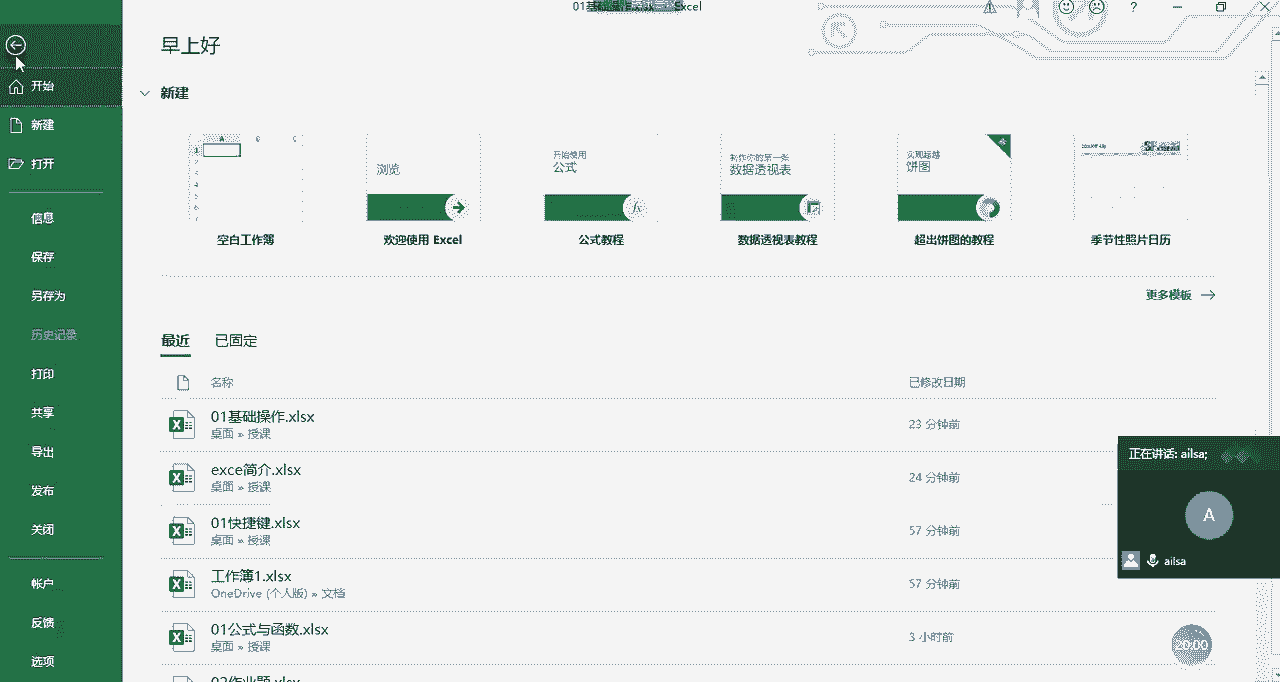 Excel
?
早上好
开始
新建
新建
打开
浏览
开始使用
公式
制作你的第一张
数据透视表
实现超越
饼图
空白工作簿
欢迎使用 Excel
公式教程
数据透视表教程
超出饼图的教程
季节性照片日历
信息
保存
另存为
历史记录
打印
共享
导出
发布
关闭
帐户
反馈
选项
更多模板
最近
已固定
名称
已修改日期
01基础操作.xlsx
桌面 » 授课
23 分钟前
exce简介.xlsx
桌面 » 授课
24 分钟前
01快捷键.xlsx
桌面 » 授课
57 分钟前
工作簿1.xlsx
OneDrive (个人版) » 文档
57 分钟前
01公式与函数.xlsx
桌面 » 授课
3 小时前
02作业题.xlsx
正在讲话: ailsa;
A
ailsa
20:00